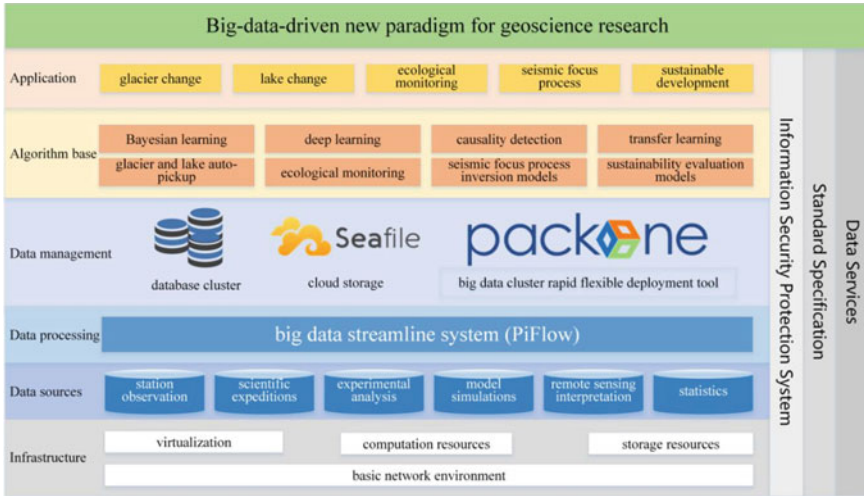 Big-data-driven new paradigm for geoscience research
Application
glacier change
lake change
ecological
monitoring
seismic focus
process
sustainable
development
Algorithm base
Bayesian learning
deep learning
causality detection
transfer learning
glacier and lake auto-
pickup
ecological monitoring
seismic focus process
inversion models
sustainability evaluation
models
Data management
database cluster
Seafile
cloud storage
packone
big data cluster rapid flexible deployment tool
Data processing
big data streamline system (PiFlow)
Data sources
station
observation
scientific
expeditions
experimental
analysis
model
simulations
remote sensing
interpretation
statistics
Infrastructure
virtualization
computation resources
storage resources
basic network environment
Information Security Protection System
Standard Specification
Data Services